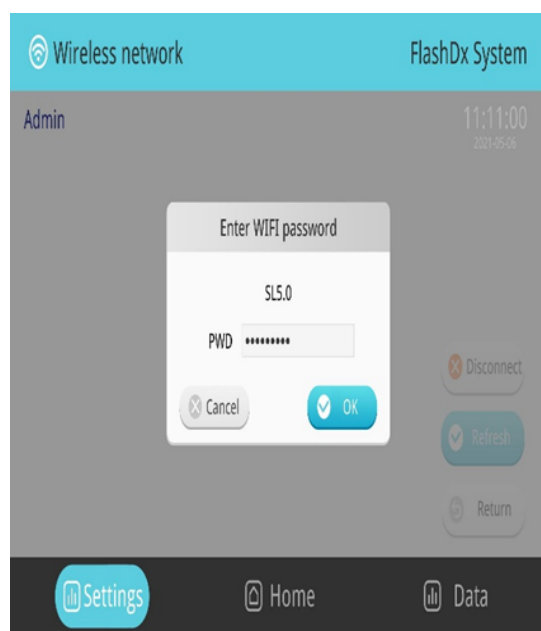 Wireless network FlashDx System
Admin 11:11:00
2021-05-06
Enter WIFI password
SL5.0
PWD •••••••••
Disconnect
Cancel OK
Refresh
Return
Settings Home Data